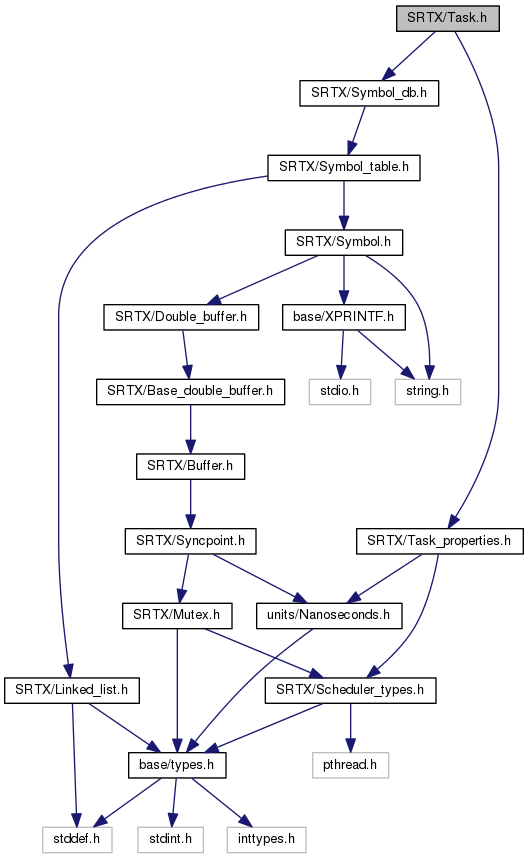 SRTX/Task.h
SRTX/Symbol_db.h
SRTX/Symbol_table.h
SRTX/Symbol.h
SRTX/Double_buffer.h
base/XPRINTF.h
SRTX/Base_double_buffer.h
stdio.h
string.h
SRTX/Buffer.h
SRTX/Syncpoint.h
SRTX/Task_properties.h
SRTX/Mutex.h
units/Nanoseconds.h
SRTX/Linked_list.h
SRTX/Scheduler_types.h
base/types.h
pthread.h
stddef.h
stdint.h
inttypes.h